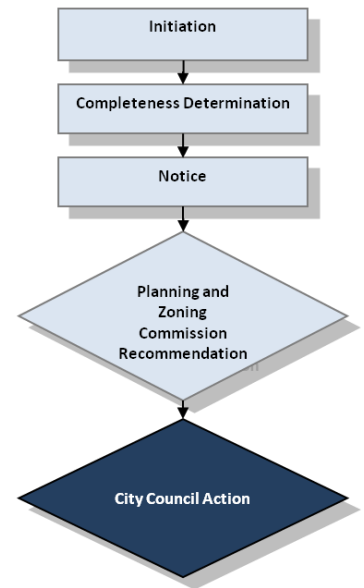 Initiation
Completeness Determination
Notice
Planning and
Zoning
Commission
Recommendation
City Council Action